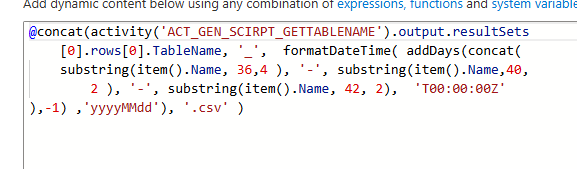 Add dynamic content below using any combination of expressions, functions and system variable
@concat(activity('ACT_GEN_SCIRPT_GETTABLENAME').output.resultSets
[0].rows[0].TableName, '_',  formatDateTime( addDays(concat(
substring(item().Name, 36,4 ), '-', substring(item().Name,40,
2 ), '-', substring(item().Name, 42, 2),  'T00:00:00Z'
),-1) ,'yyyyMMdd'), '.csv' )